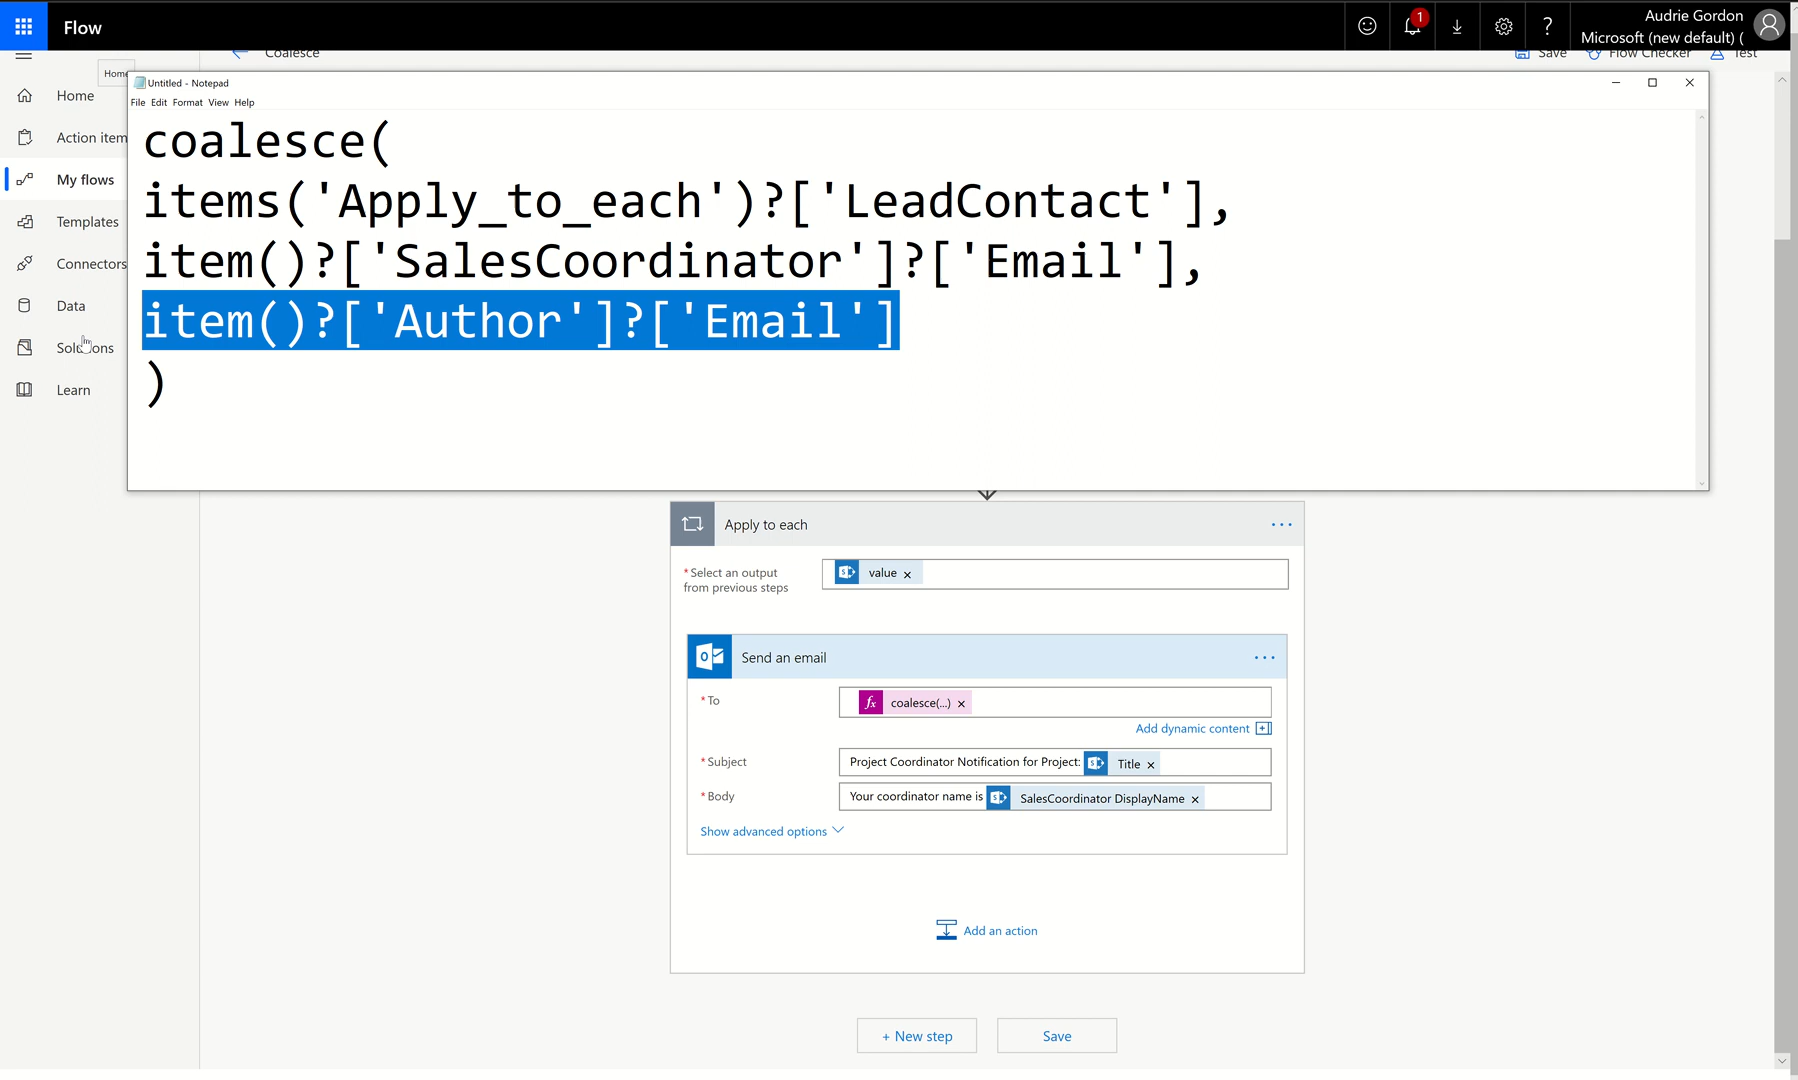 Flow
1
Audrie Gordon
Microsoft (new default) (
Coalesce
Save
Flow Checker
Test
Home
Untitled - Notepad
File Edit Format View Help
Home
Action item
My flows
Templates
Connectors
Data
Solutions
Learn
coalesce(
items('Apply_to_each')?['LeadContact'],
item()?['SalesCoordinator']?['Email'],
item()?['Author']?['Email']
)
Apply to each
...
*Select an output
from previous steps
value ×
Send an email
...
*To
fx coalesce(...) ×
Add dynamic content
*Subject
Project Coordinator Notification for Project: Title ×
*Body
Your coordinator name is SalesCoordinator DisplayName ×
Show advanced options
Add an action
+ New step
Save